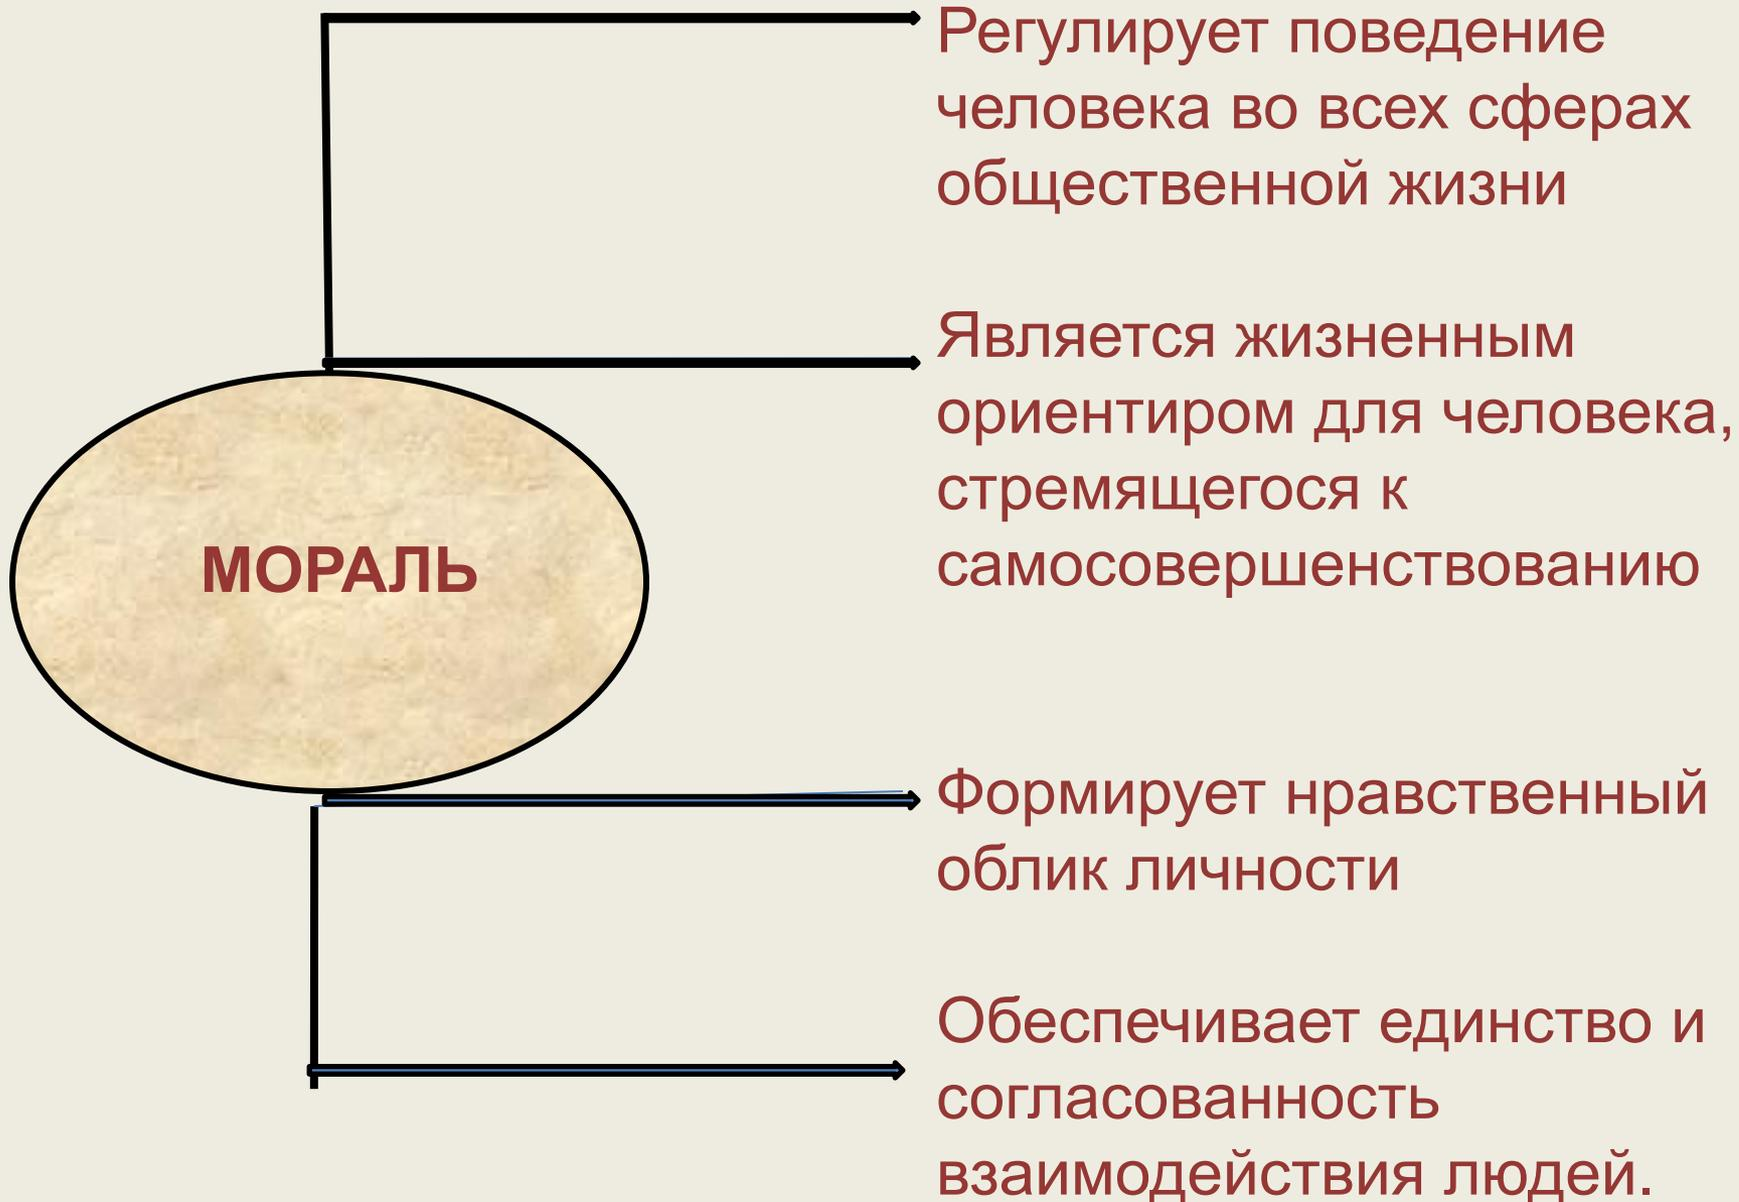 Регулирует поведение
человека во всех сферах
общественной жизни
Является жизненным
ориентиром для человека,
стремящегося к
самосовершенствованию
МОРАЛЬ
Формирует нравственный
облик личности
Обеспечивает единство и
согласованность
взаимодействия людей.